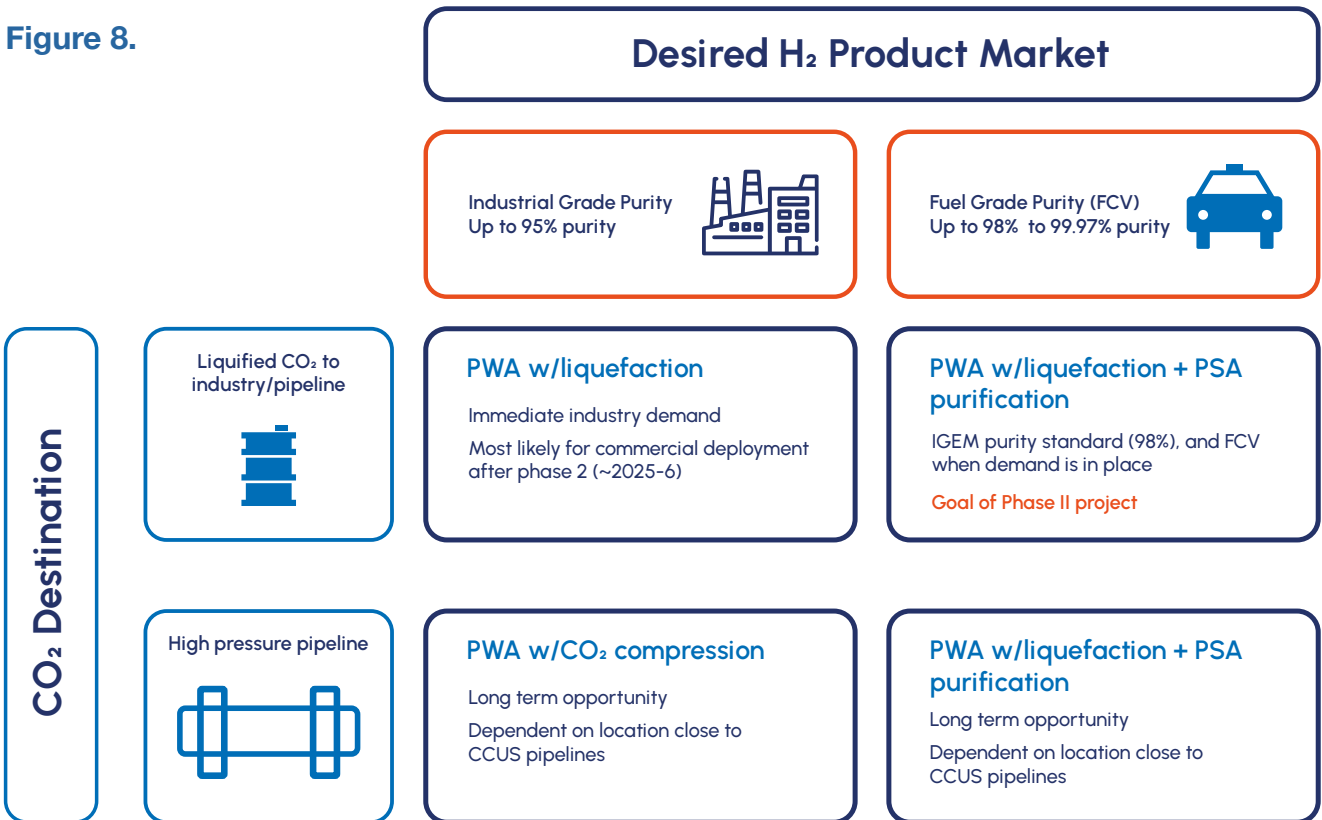 Figure 8.
Desired H₂ Product Market
Industrial Grade Purity
Up to 95% purity
Fuel Grade Purity (FCV)
Up to 98% to 99.97% purity
CO₂ Destination
Liquified CO₂ to
industry/pipeline
PWA w/liquefaction
Immediate industry demand
Most likely for commercial deployment
after phase 2 (~2025-6)
PWA w/liquefaction + PSA
purification
IGEM purity standard (98%), and FCV
when demand is in place
Goal of Phase II project
High pressure pipeline
PWA w/CO₂ compression
Long term opportunity
Dependent on location close to
CCUS pipelines
PWA w/liquefaction + PSA
purification
Long term opportunity
Dependent on location close to
CCUS pipelines